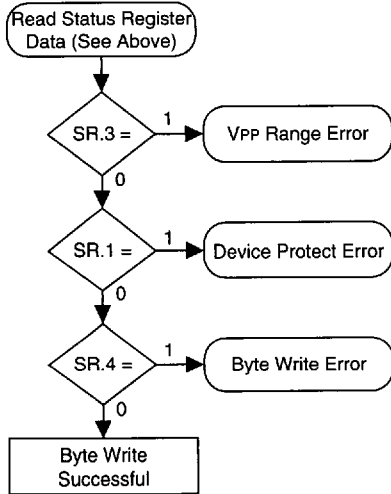 Read Status Register
Data (See Above)
SR.3 =
1
VPP Range Error
0
SR.1 =
1
Device Protect Error
0
SR.4 =
1
Byte Write Error
0
Byte Write
Successful